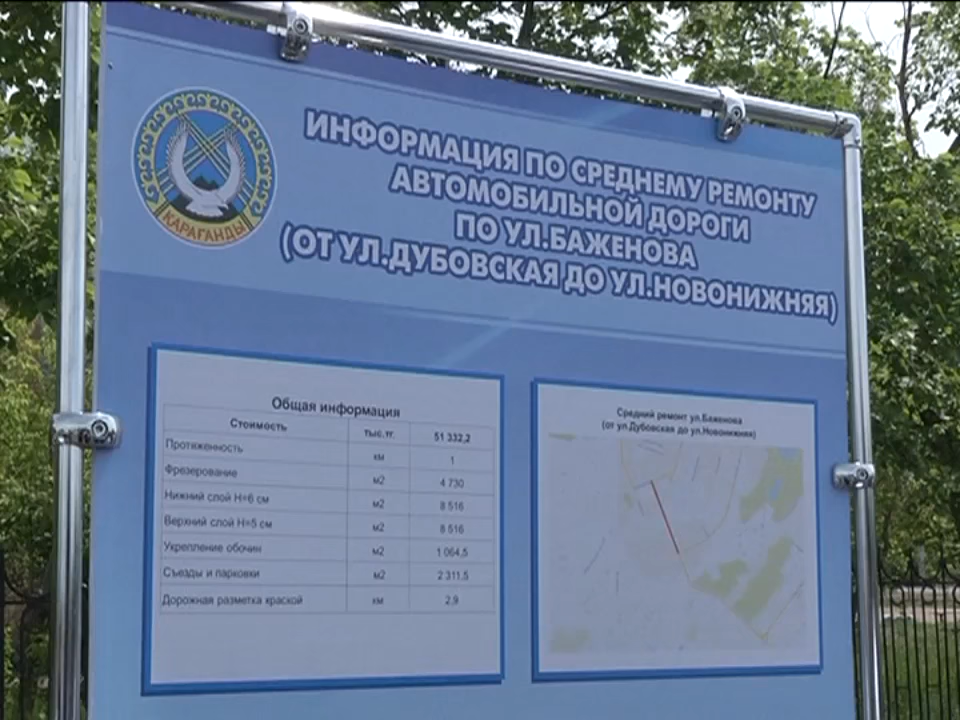 ИНФОРМАЦИЯ ПО СРЕДНЕМУ РЕМОНТУ
АВТОМОБИЛЬНОЙ ДОРОГИ
ПО УЛ.БАЖЕНОВА
(ОТ УЛ.ДУБОВСКАЯ ДО УЛ.НОВОНИЖНЯЯ)
КАРАГАНДЫ
Общая информация
Стоимость тыс.тг. 51 332,2
Протяженность км 1
Фрезерование м2 4 730
Нижний слой H=6 см м2 8 516
Верхний слой H=5 см м2 8 516
Укрепление обочин м2 1 064,5
Съезды и парковки м2 2 311,5
Дорожная разметка краской км 2,9
Средний ремонт ул.Баженова
(от ул.Дубовская до ул.Новонижняя)